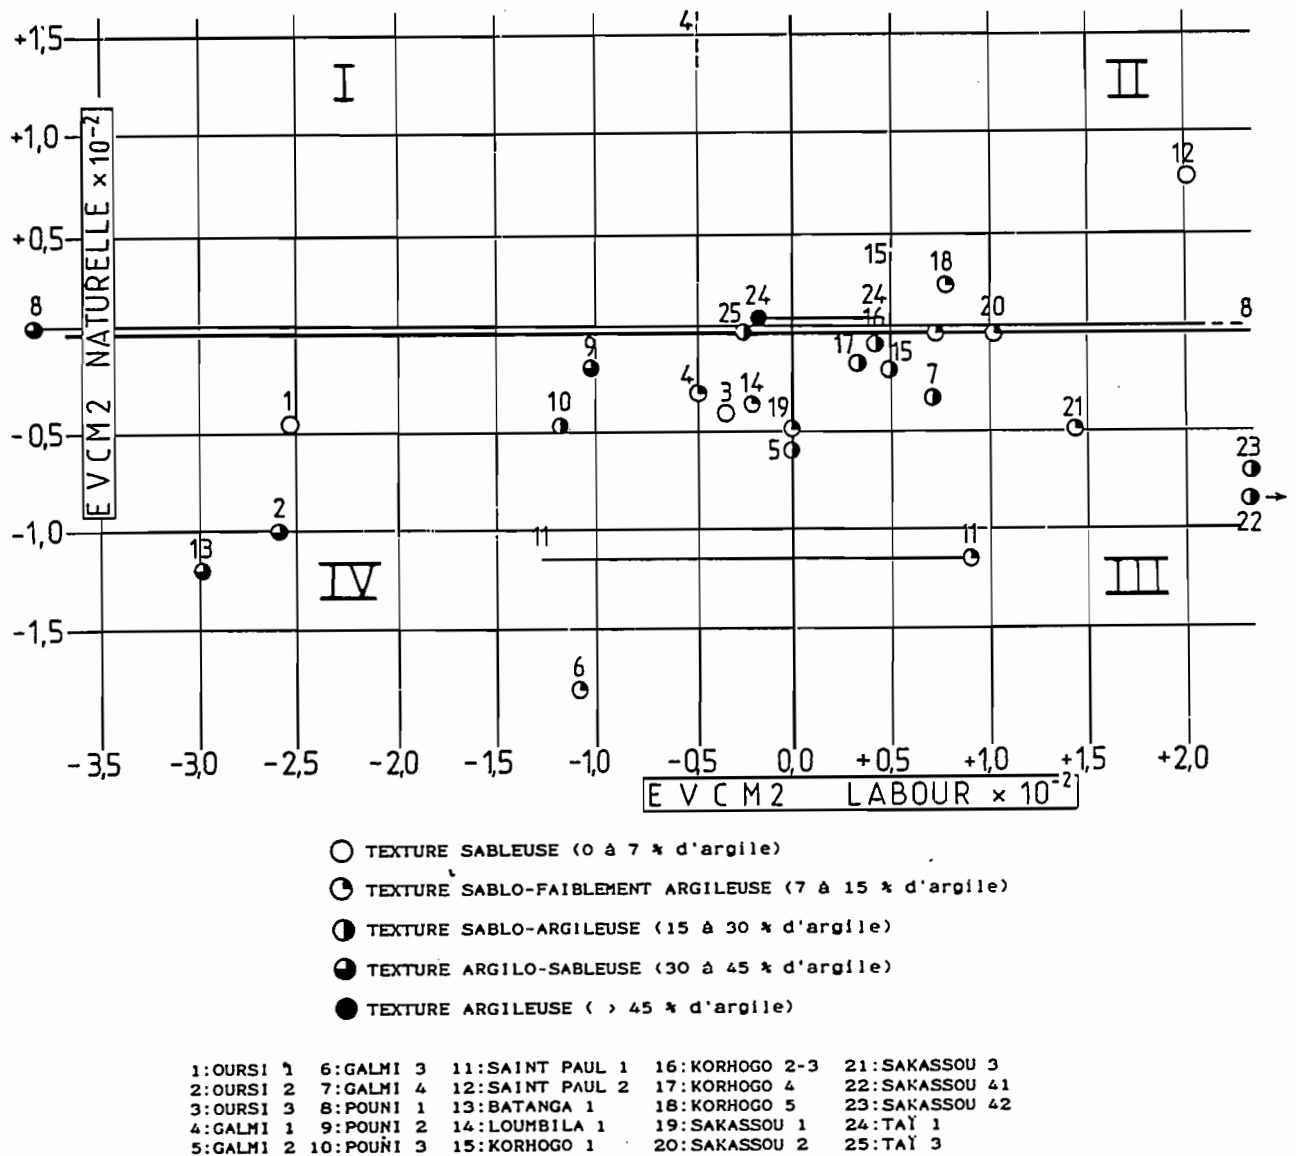 4
+1,5
I
II
+1,0
12
+0,5
15
18
8
24
24
20
8
25
16
9
17
15
4
3
14
7
1
10
19
21
-0,5
5
23
2
-1,0
22
13
11
11
IV
III
-1,5
6
E VCM2 NATURELLE ×10⁻²
-3,5 -3,0 -2,5 -2,0 -1,5 -1,0 -0,5 0,0 +0,5 +1,0 +1,5 +2,0
E V C M2 LABOUR × 10⁻²
TEXTURE SABLEUSE (0 à 7 % d'argile)
TEXTURE SABLO-FAIBLEMENT ARGILEUSE (7 à 15 % d'argile)
TEXTURE SABLO-ARGILEUSE (15 à 30 % d'argile)
TEXTURE ARGILO-SABLEUSE (30 à 45 % d'argile)
TEXTURE ARGILEUSE ( > 45 % d'argile)
1:OURSI 1 6:GALMI 3 11:SAINT PAUL 1 16:KORHOGO 2-3 21:SAKASSOU 3
2:OURSI 2 7:GALMI 4 12:SAINT PAUL 2 17:KORHOGO 4 22:SAKASSOU 41
3:OURSI 3 8:POUNI 1 13:BATANGA 1 18:KORHOGO 5 23:SAKASSOU 42
4:GALMI 1 9:POUNI 2 14:LOUMBILA 1 19:SAKASSOU 1 24:TAÏ 1
5:GALMI 2 10:POUNI 3 15:KORHOGO 1 20:SAKASSOU 2 25:TAÏ 3